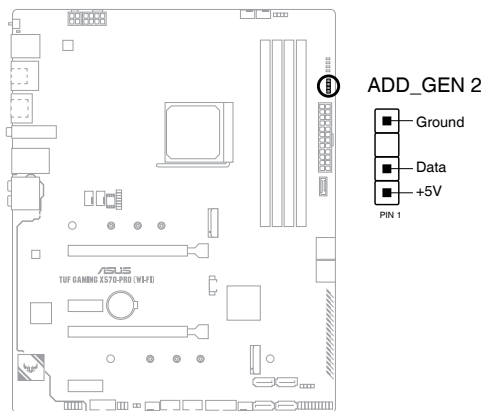 ADD_GEN 2
Ground
Data
+5V
PIN 1
ASUS
TUF GAMING X570-PRO (WI-FI)